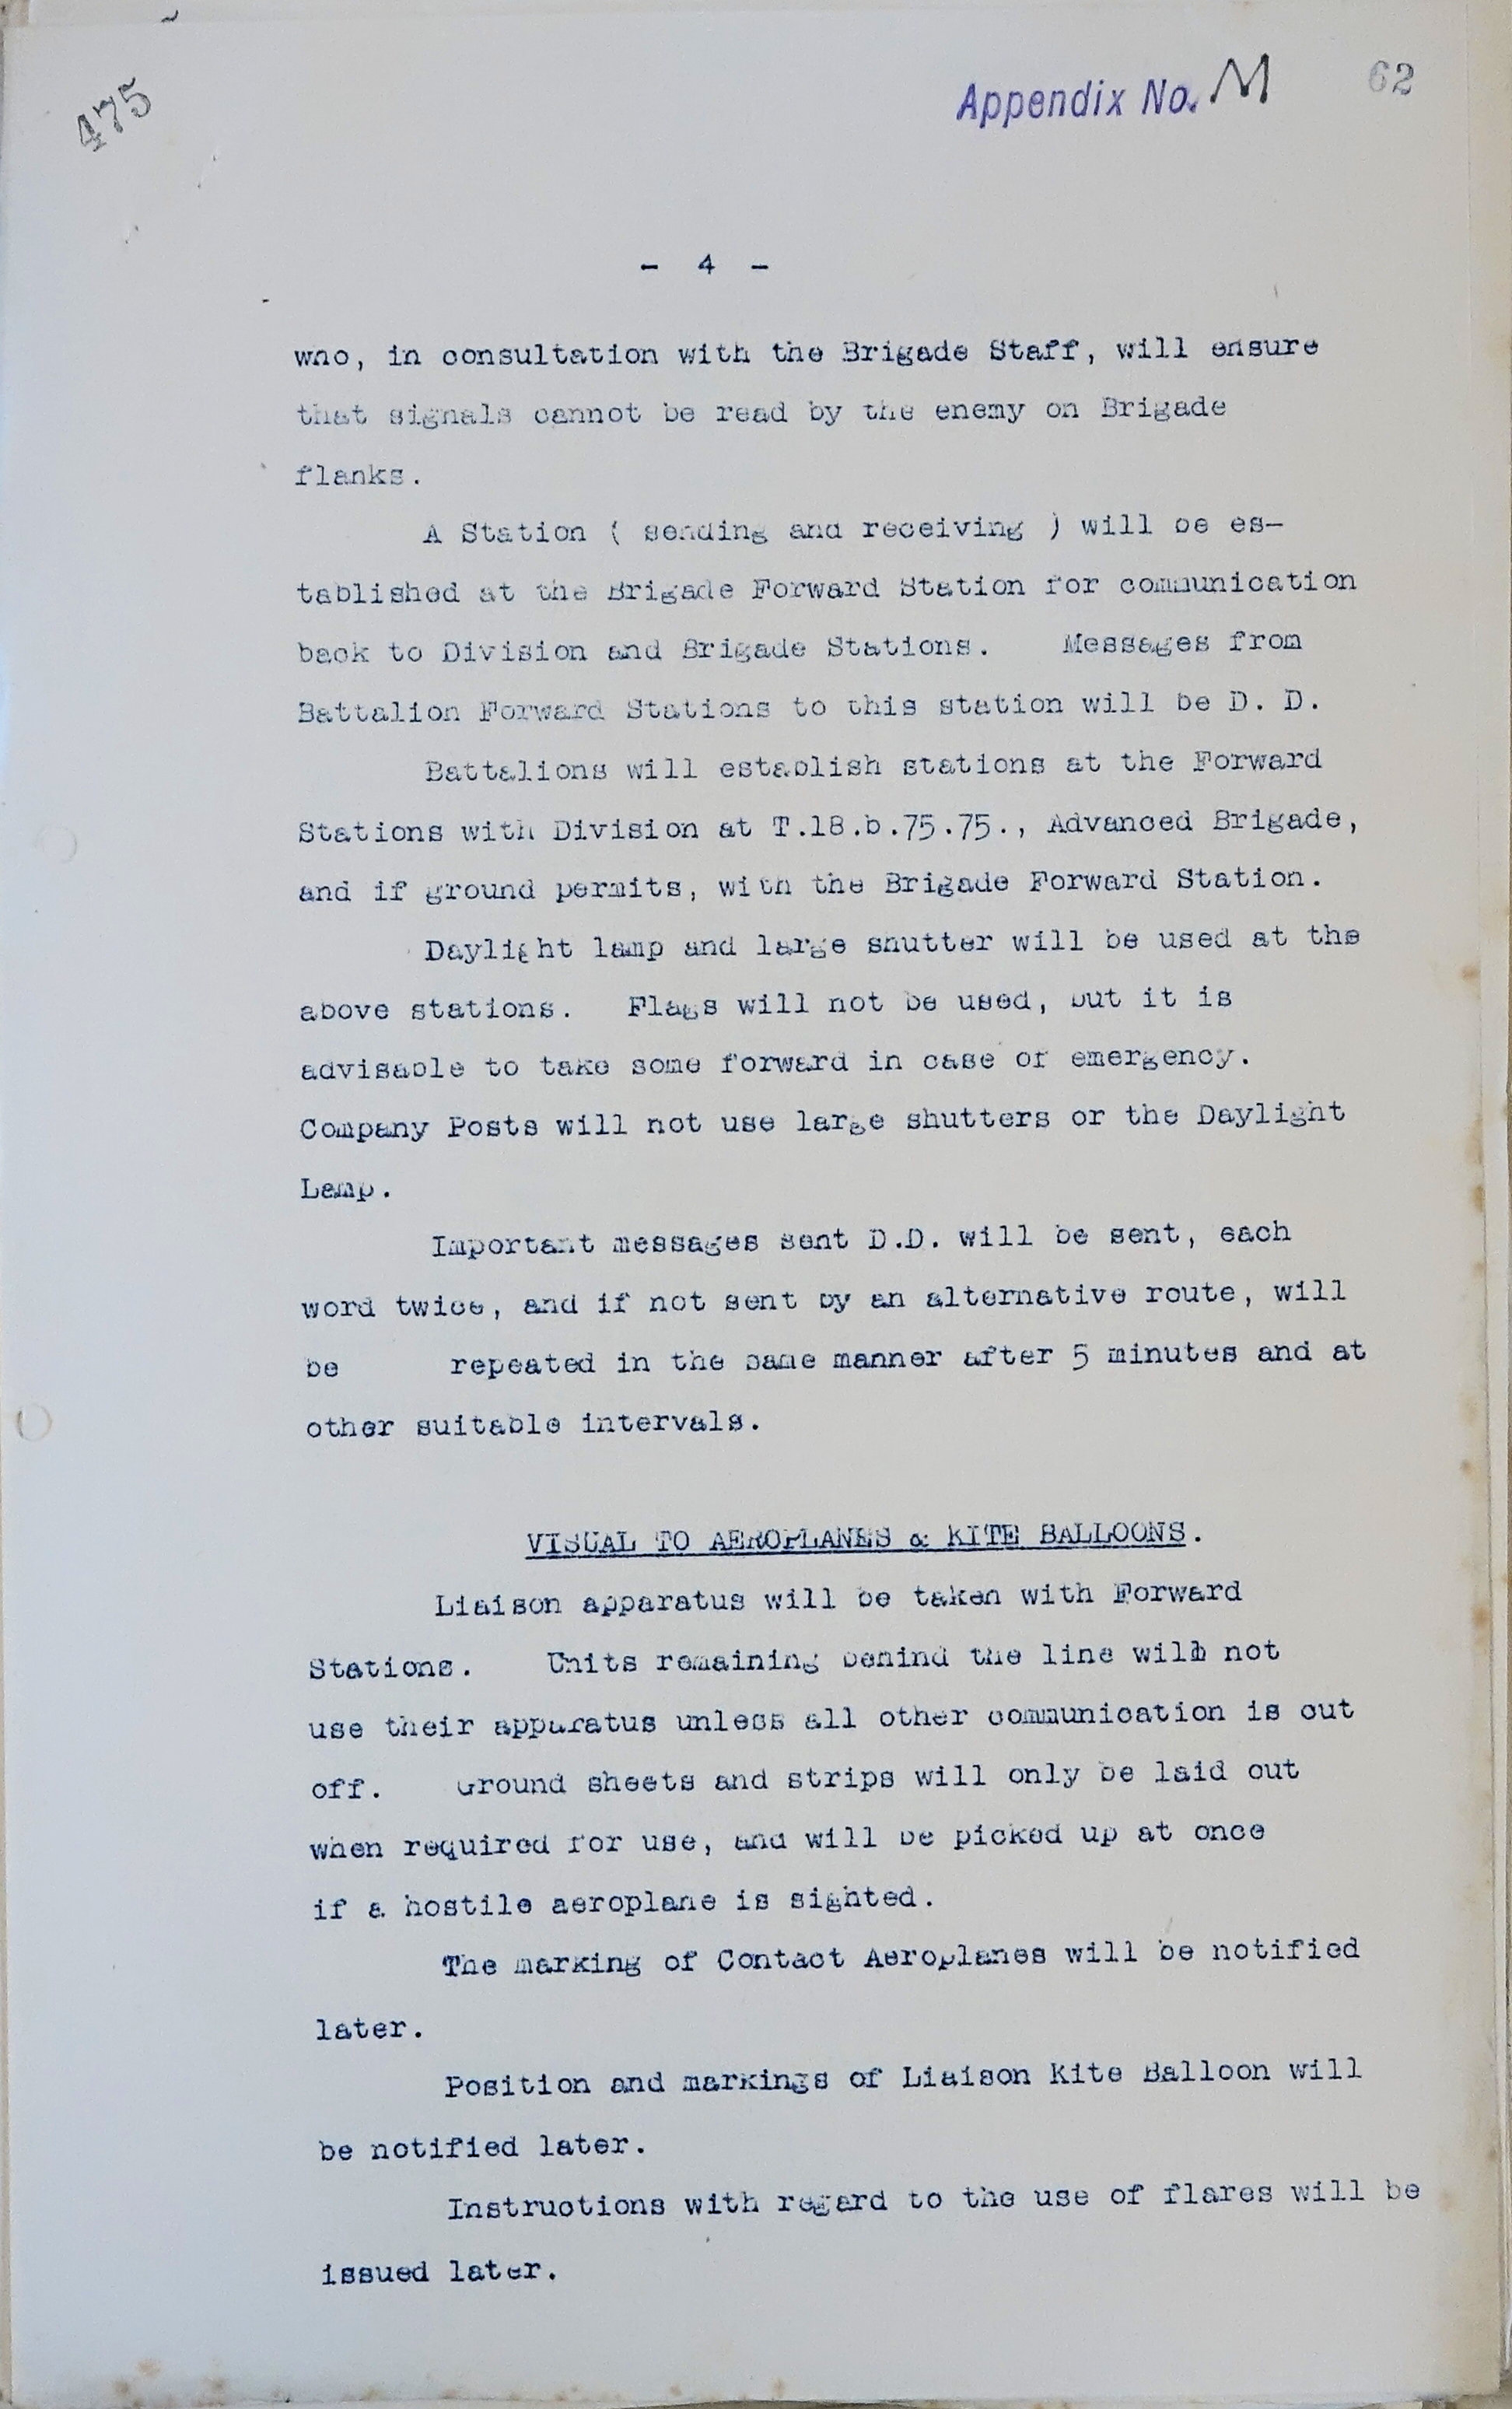 475
Appendix No. M
62
- 4 -
who, in consultation with the Brigade Staff, will ensure
that signals cannot be read by the enemy on Brigade
flanks.
A Station ( sending and receiving ) will be es-
tablished at the Brigade Forward Station for communication
back to Division and Brigade Stations. Messages from
Battalion Forward Stations to this station will be D. D.
Battalions will establish stations at the Forward
Stations with Division at T.18.b.75.75., Advanced Brigade,
and if ground permits, with the Brigade Forward Station.
Daylight lamp and large shutter will be used at the
above stations. Flags will not be used, but it is
advisable to take some forward in case of emergency.
Company Posts will not use large shutters or the Daylight
Lamp.
Important messages sent D.D. will be sent, each
word twice, and if not sent by an alternative route, will
be repeated in the same manner after 5 minutes and at
other suitable intervals.
VISUAL TO AEROPLANES & KITE BALLOONS.
Liaison apparatus will be taken with Forward
Stations. Units remaining behind the line will not
use their apparatus unless all other communication is cut
off. Ground sheets and strips will only be laid out
when required for use, and will be picked up at once
if a hostile aeroplane is sighted.
The marking of Contact Aeroplanes will be notified
later.
Position and markings of Liaison Kite Balloon will
be notified later.
Instructions with regard to the use of flares will be
issued later.